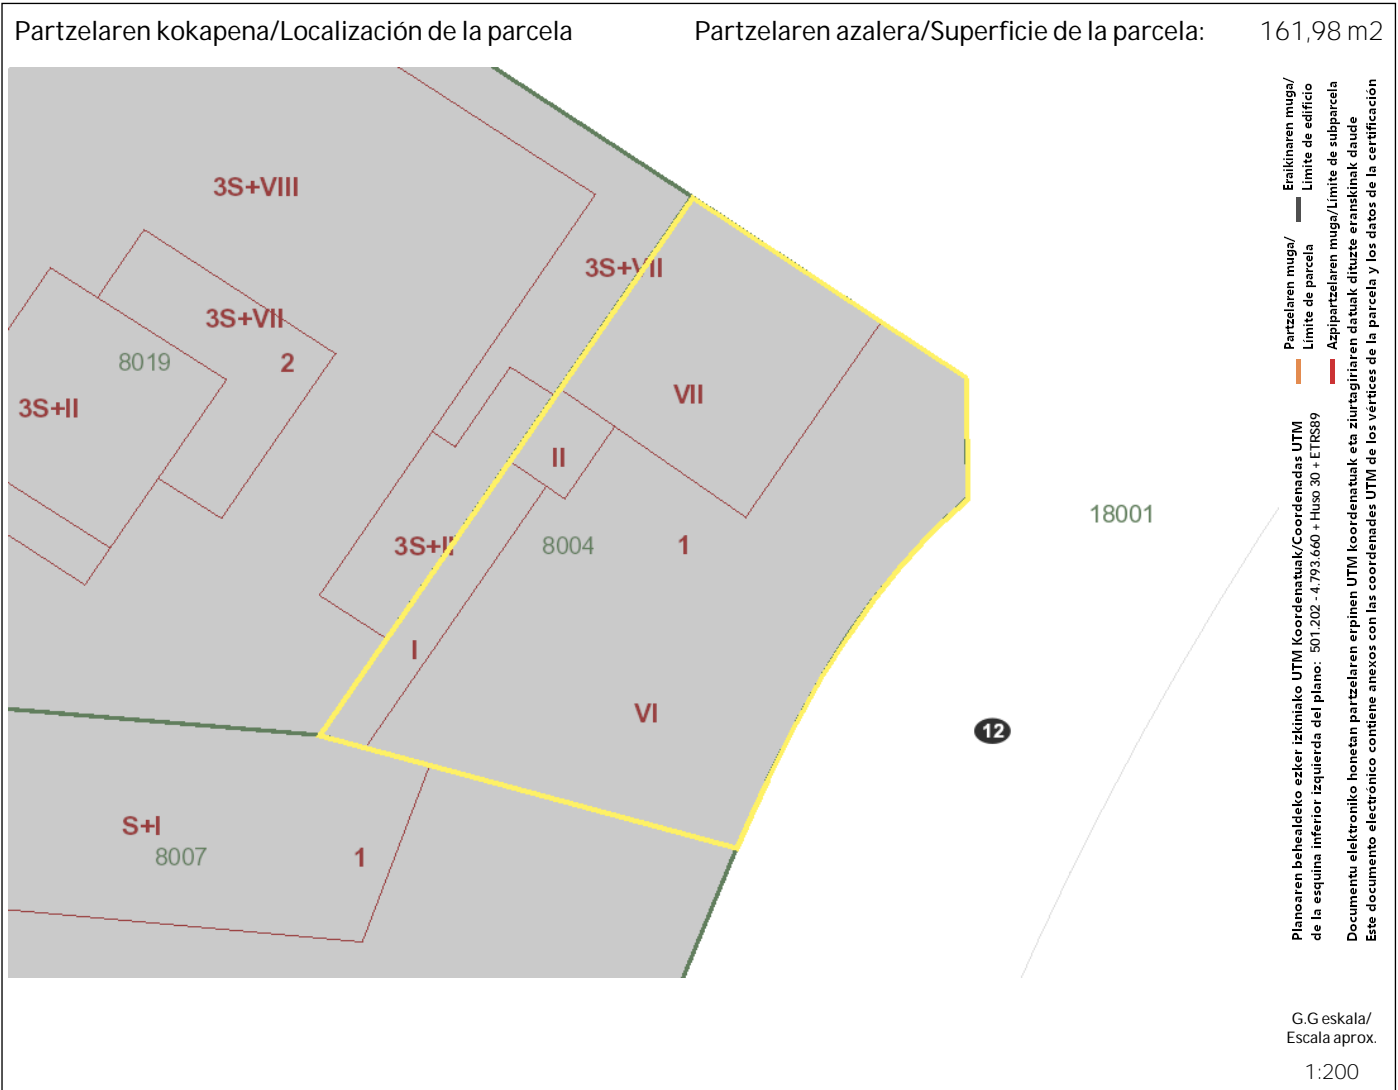 Partzelaren kokapena/Localización de la parcela
Partzelaren azalera/Superficie de la parcela: 161,98 m2
3S+VIII
3S+VII
3S+VII
8019
2
3S+II
VII
II
3S+II
8004
1
18001
I
VI
12
S+I
8007
1
Partzelaren muga/
Límite de parcela
Eraikinaren muga/
Límite de edificio
Azpipartzelaren muga/Límite de subparcela
Planoaren behealdeko ezker izkiniako UTM Koordenatuak/Coordenadas UTM
de la esquina inferior izquierda del plano: 501.202 - 4.793.660 + Huso 30 + ETRS89
Documentu elektroniko honetan partzelaren erpinen UTM koordenatuak eta ziurtagiriaren datuak dituzte eranskinak daude
Este documento electrónico contiene anexos con las coordenadas UTM de los vértices de la parcela y los datos de la certificación
G.G eskala/
Escala aprox.
1:200